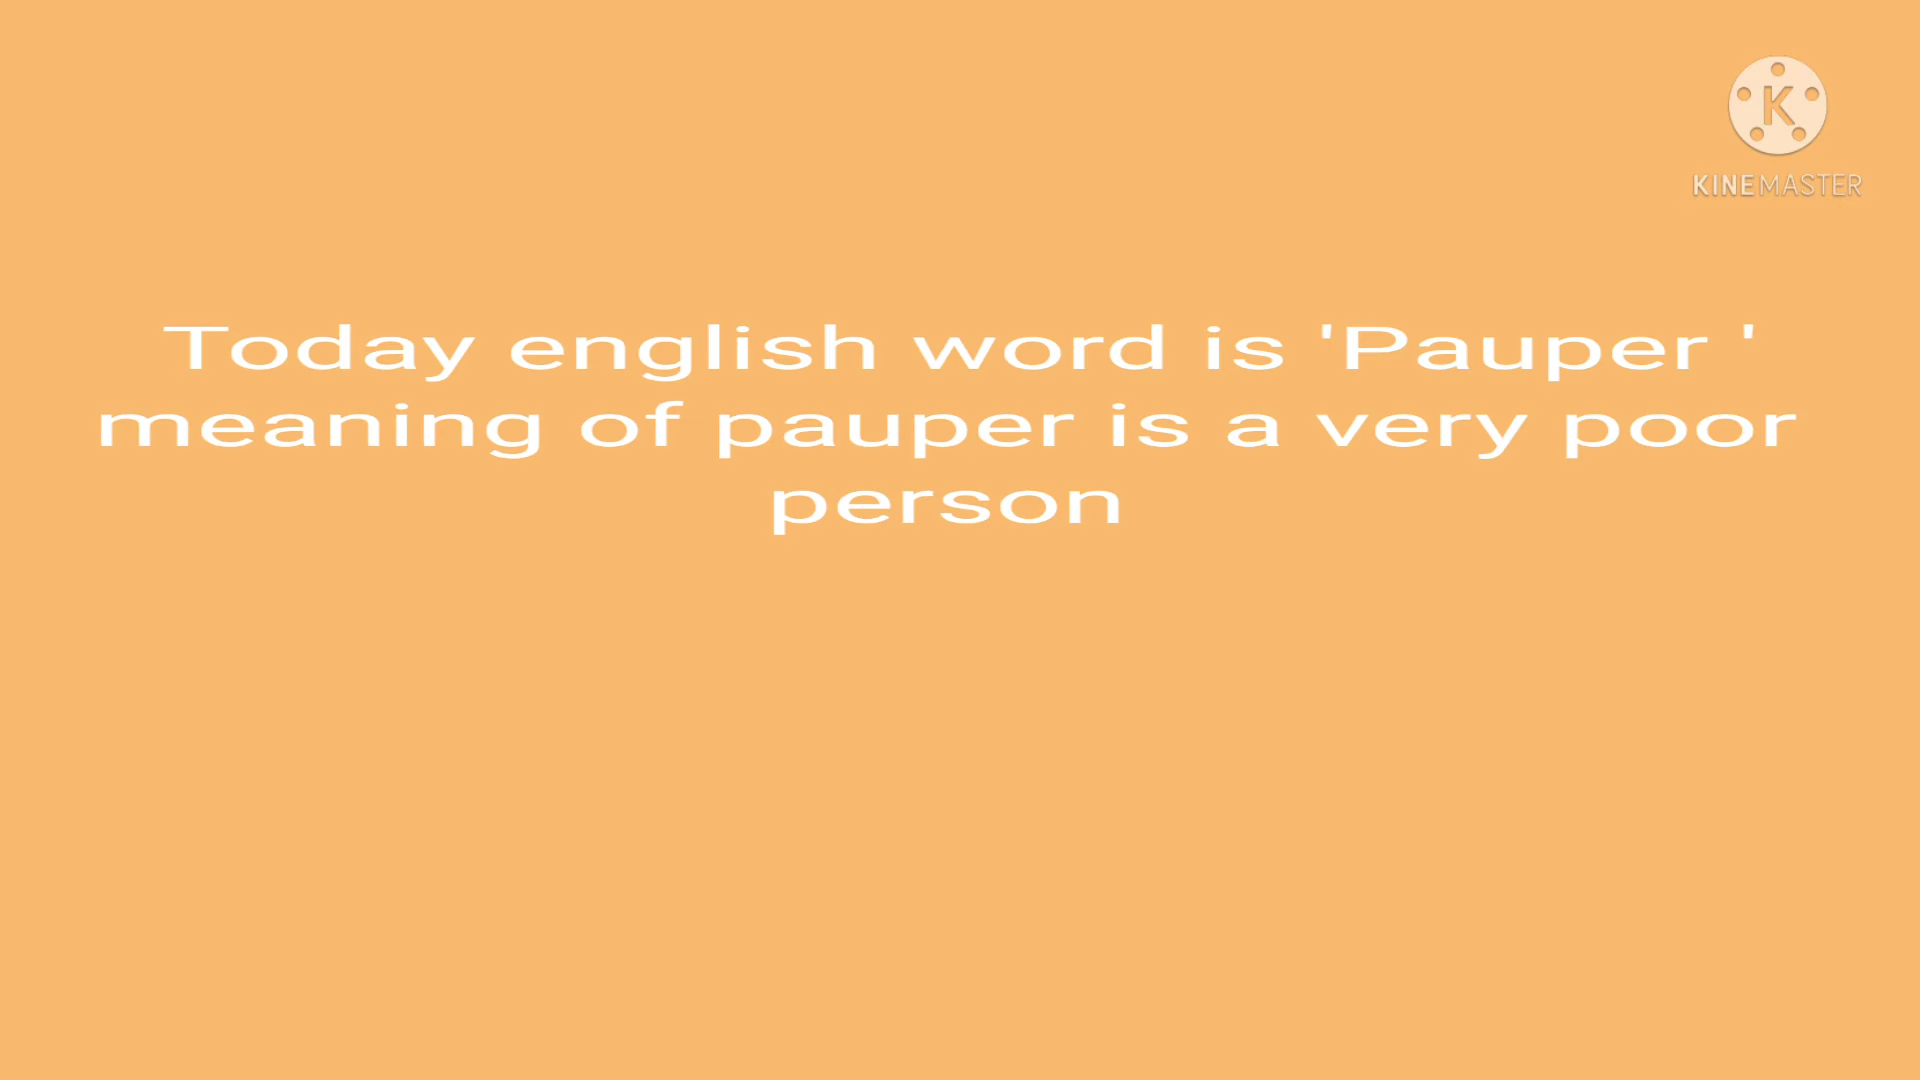 K
KINEMASTER
Today english word is 'Pauper '
meaning of pauper is a very poor
person